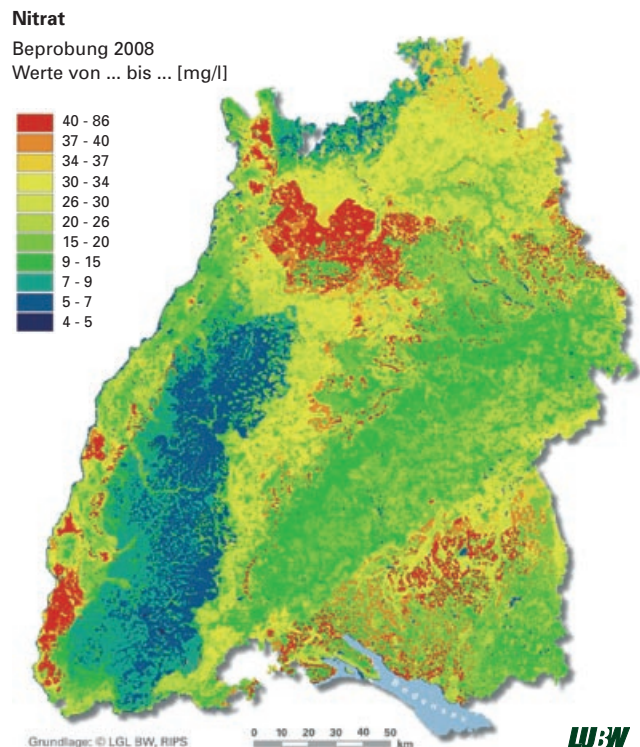 Nitrat
Beprobung 2008
Werte von ... bis ... [mg/l]
40 - 86
37 - 40
34 - 37
30 - 34
26 - 30
20 - 26
15 - 20
9 - 15
7 - 9
5 - 7
4 - 5
Grundlage: © LGL BW, RIPS
0 10 20 30 40 50
km
LUBW